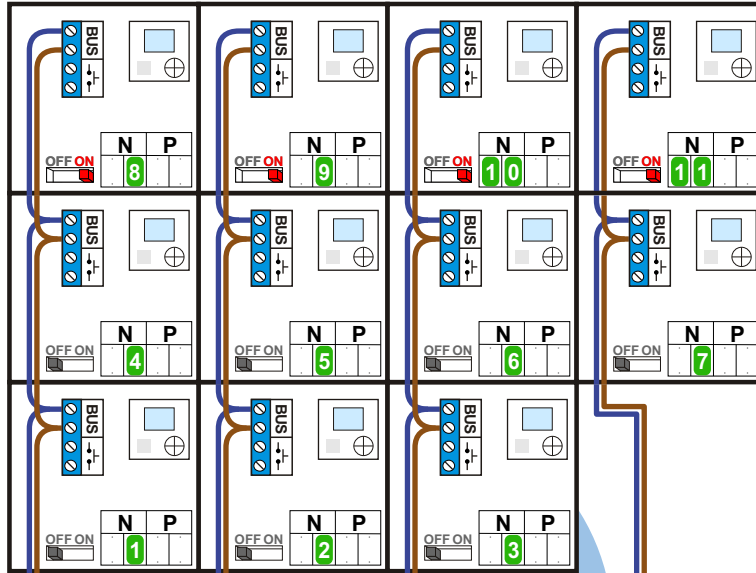 BUS BUS BUS BUS
N P N P N P N P
OFF ON OFF ON OFF ON OFF ON
8 9 10 11
BUS BUS BUS BUS
N P N P N P N P
OFF ON OFF ON OFF ON OFF ON
4 5 6 7
BUS BUS BUS
N P N P N P
OFF ON OFF ON OFF ON
1 2 3